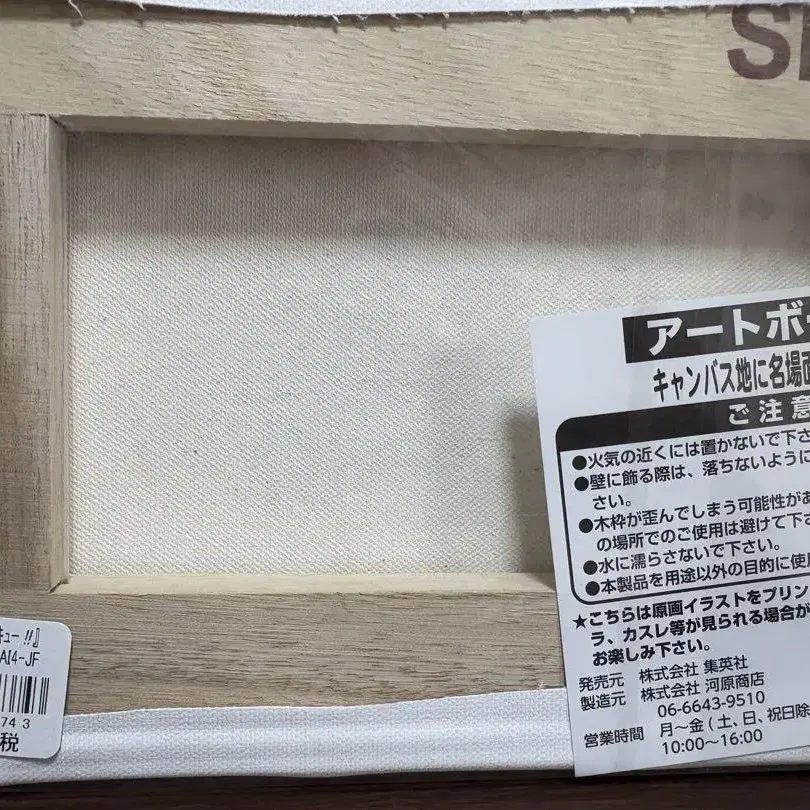 アートボ
キャンバス地に名場面
ご注意
●火気の近くには置かないで下さ
●壁に飾る際は、落ちないように
さい。
●木枠が歪んでしまう可能性があ
の場所でのご使用は避けて下さ
●水に濡らさないで下さい。
●本製品を用途以外の目的に使用
★こちらは原画イラストをプリン
ラ、カスレ等が見られる場合が
お楽しみ下さい。
発売元 株式会社 集英社
製造元 株式会社 河原商店
06-6643-9510
営業時間 月～金(土、日、祝日除
10:00～16:00
キュー!!』
AI4-JF
74 3
税